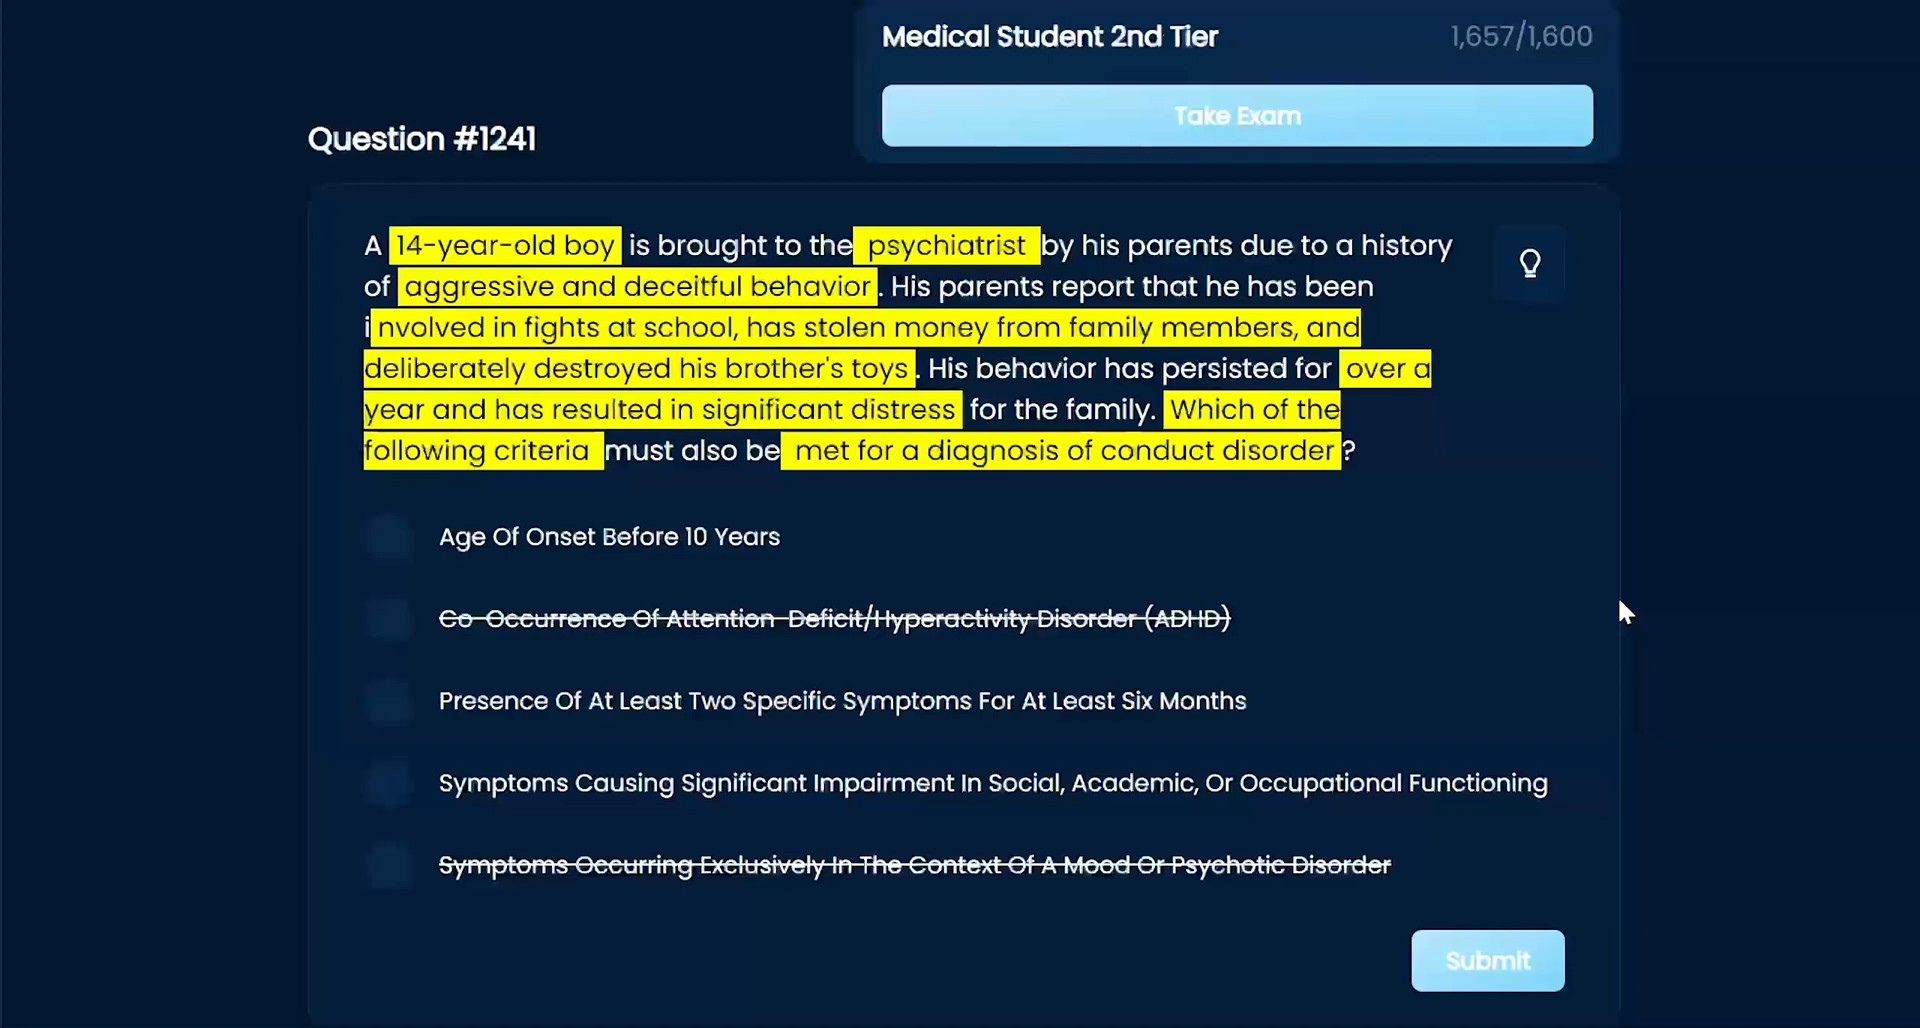 Medical Student 2nd Tier 1,657/1,600
Take Exam
Question #1241
A 14-year-old boy is brought to the psychiatrist by his parents due to a history
of aggressive and deceitful behavior. His parents report that he has been
involved in fights at school, has stolen money from family members, and
deliberately destroyed his brother's toys. His behavior has persisted for over a
year and has resulted in significant distress for the family. Which of the
following criteria must also be met for a diagnosis of conduct disorder?
Age Of Onset Before 10 Years
Co-Occurrence Of Attention-Deficit/Hyperactivity Disorder (ADHD)
Presence Of At Least Two Specific Symptoms For At Least Six Months
Symptoms Causing Significant Impairment In Social, Academic, Or Occupational Functioning
Symptoms Occurring Exclusively In The Context Of A Mood Or Psychotic Disorder
Submit